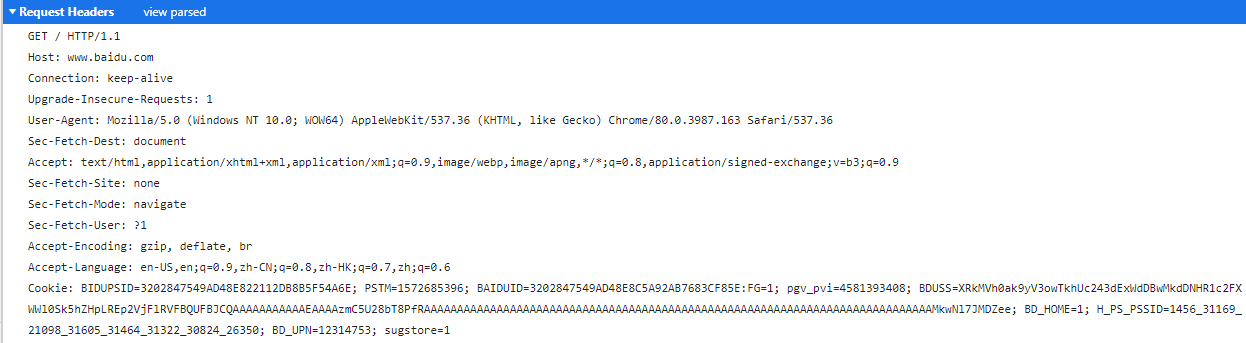 Request Headers view parsed
GET / HTTP/1.1
Host: www.baidu.com
Connection: keep-alive
Upgrade-Insecure-Requests: 1
User-Agent: Mozilla/5.0 (Windows NT 10.0; WOW64) AppleWebKit/537.36 (KHTML, like Gecko) Chrome/80.0.3987.163 Safari/537.36
Sec-Fetch-Dest: document
Accept: text/html,application/xhtml+xml,application/xml;q=0.9,image/webp,image/apng,*/*;q=0.8,application/signed-exchange;v=b3;q=0.9
Sec-Fetch-Site: none
Sec-Fetch-Mode: navigate
Sec-Fetch-User: ?1
Accept-Encoding: gzip, deflate, br
Accept-Language: en-US,en;q=0.9,zh-CN;q=0.8,zh-HK;q=0.7,zh;q=0.6
Cookie: BIDUPSID=3202847549AD48E822112DB8B5F54A6E; PSTM=1572685396; BAIDUID=3202847549AD48E8C5A92AB7683CF85E:FG=1; pgv_pvi=4581393408; BDUSS=
BD_HOME=1; H_PS_PSSID=1456_31169_
21098_31605_31464_31322_30824_26350; BD_UPN=12314753; sugstore=1